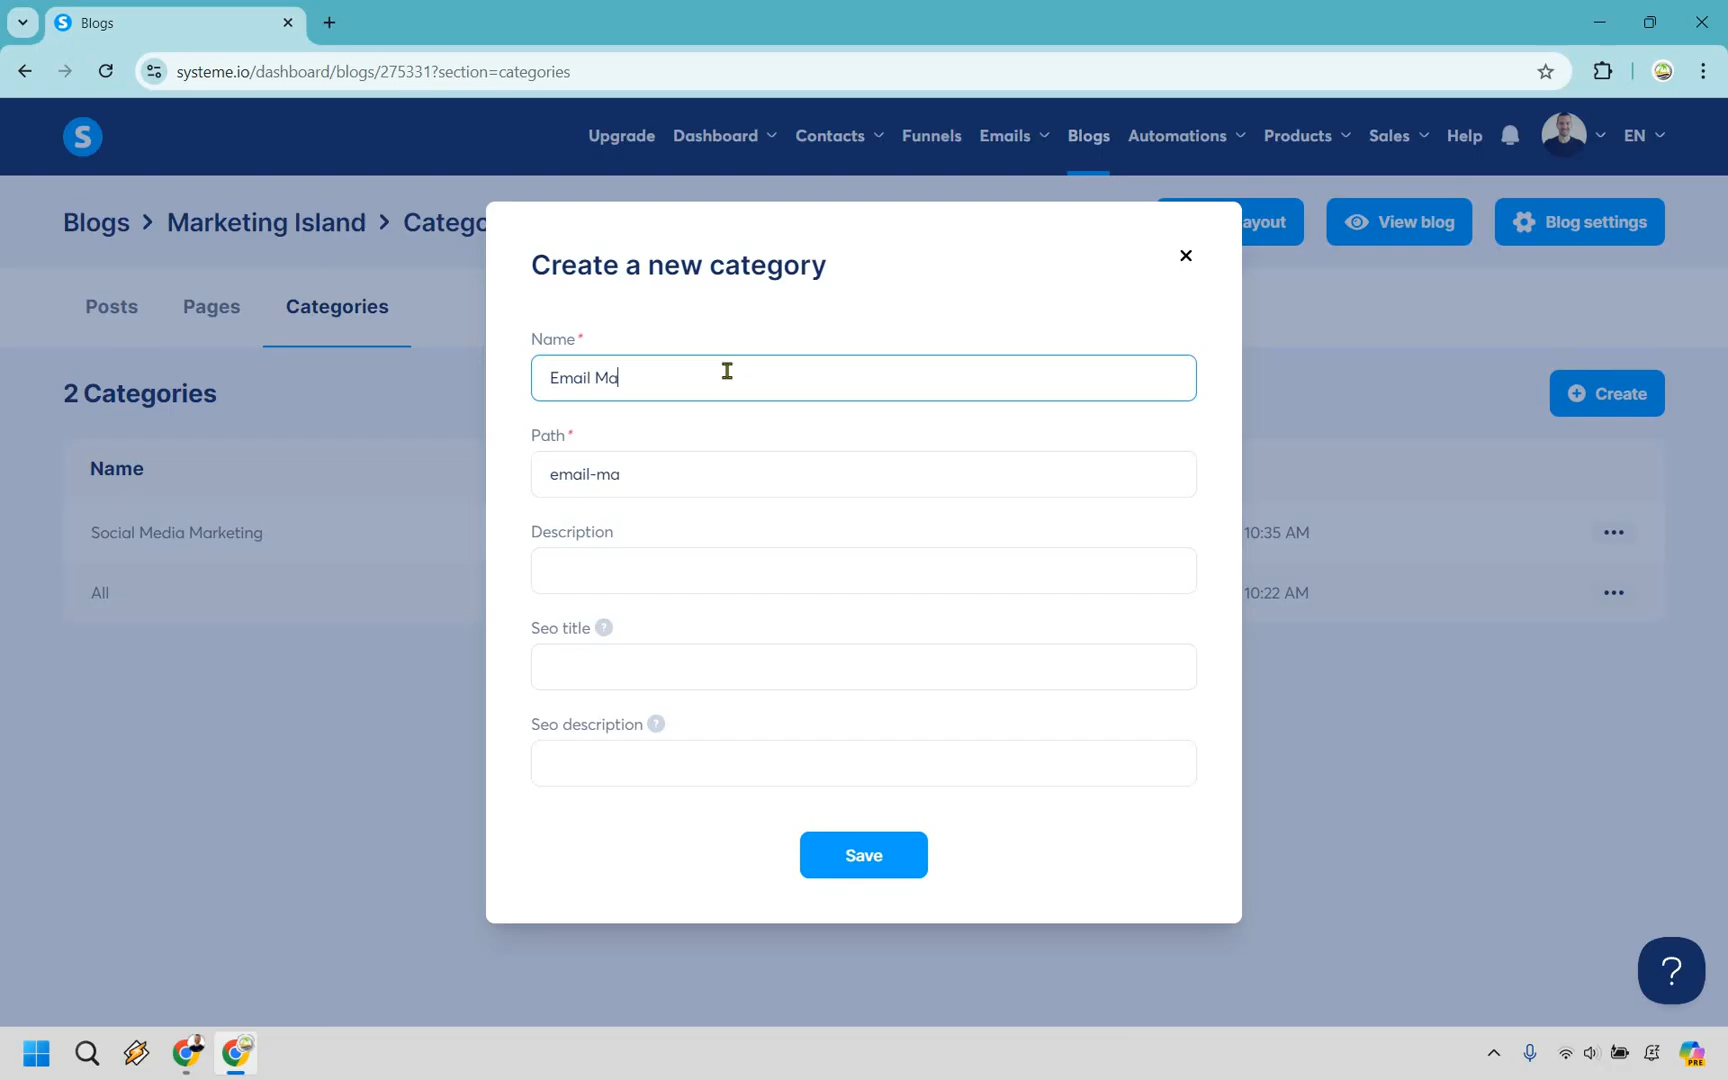 Blogs
systeme.io/dashboard/blogs/275331?section=categories
S
Upgrade Dashboard Contacts Funnels Emails Blogs Automations Products Sales Help EN
Blogs > Marketing Island > Catego
ayout
View blog
Blog settings
Posts Pages Categories
2 Categories
Create
Name
Social Media Marketing
10:35 AM
All
10:22 AM
Create a new category
Name*
Email Ma
Path*
email-ma
Description
Seo title ?
Seo description ?
Save
?
PRE